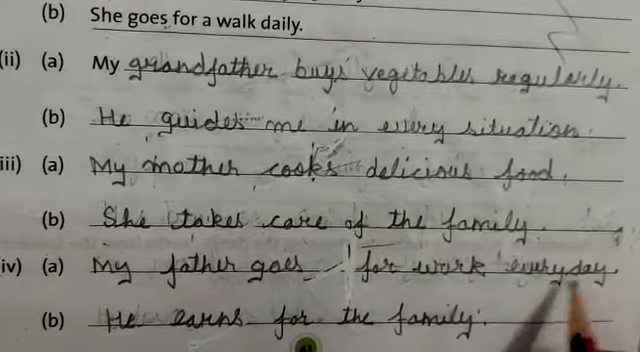 (b) She goes for a walk daily.
(ii) (a) My grandfather buys vegetables regularly.
(b) He guides me in every situation.
iii) (a) My mother cooks delicious food.
(b) She takes care of the family.
iv) (a) My father goes for work everyday.
(b) He earns for the family.